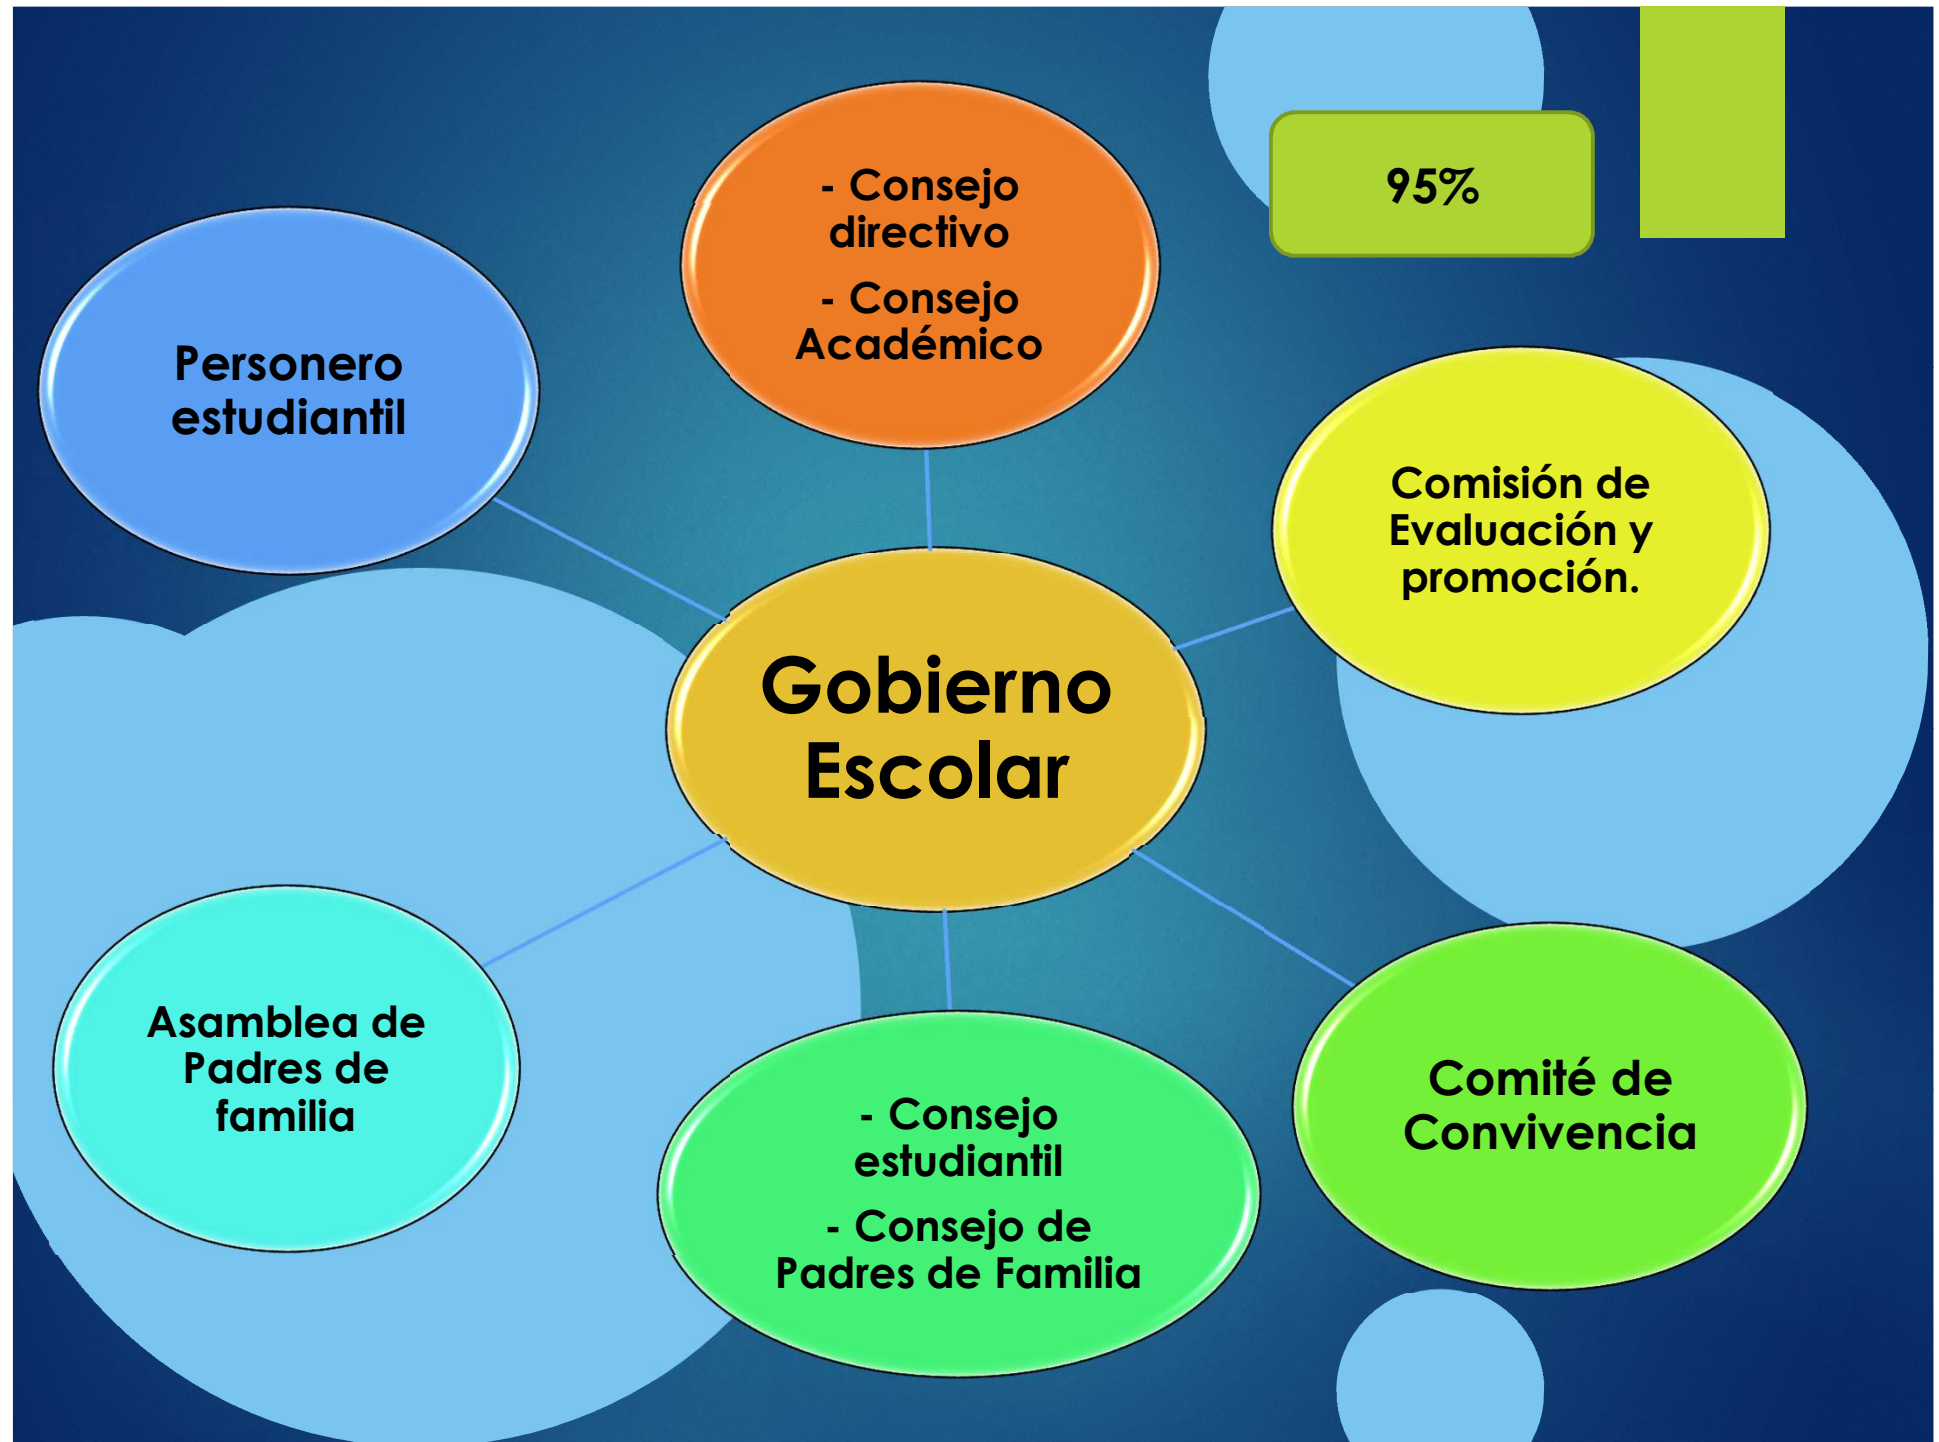 - Consejo
directivo
- Consejo
Académico
95%
Personero
estudiantil
Comisión de
Evaluación y
promoción.
Gobierno
Escolar
Asamblea de
Padres de
familia
- Consejo
estudiantil
- Consejo de
Padres de Familia
Comité de
Convivencia